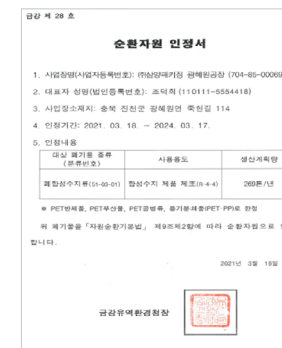 금강 제 28 호
순환자원 인정서
1. 사업장명(사업자등록번호): ㈜삼양패키징 광혜원공장 (704-85-00069
2. 대표자 성명(법인등록번호): 조덕희 (110111-5554418)
3. 사업장소재지: 충북 진천군 광혜원면 죽현길 114
4. 인정기간: 2021. 03. 18. ~ 2024. 03. 17.
5. 인정내용
대상 폐기물 종류
(분류번호)
사용용도
생산계획량
폐합성수지류(51-03-01)
합성수지 제품 제조(R-4-4)
269톤/년
※ PET병제품, PET부산물, PET공병류, 용기분쇄품(PET·PP)로 한정
위 폐기물을 「자원순환기본법」 제9조제2항에 따라 순환자원으로
합니다.
2021년 3월 18일
금강유역환경청장